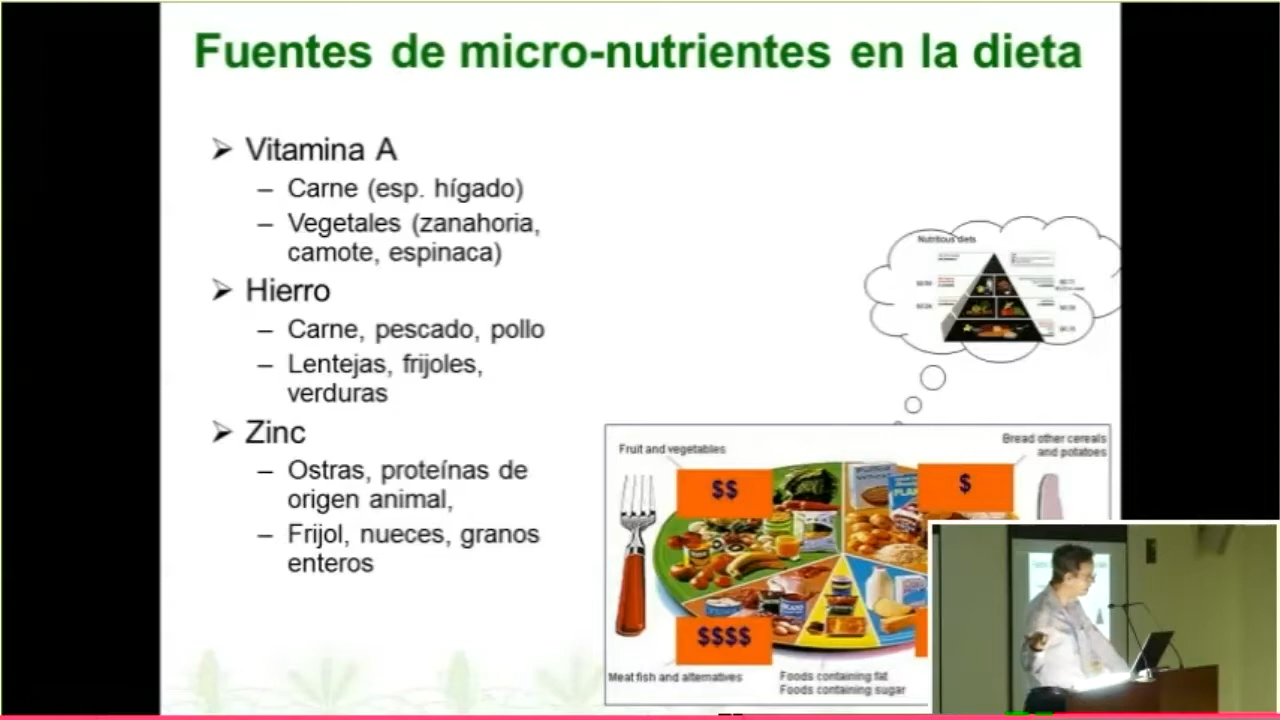 Fuentes de micro-nutrientes en la dieta
➢ Vitamina A
– Carne (esp. hígado)
– Vegetales (zanahoria,
camote, espinaca)
➢ Hierro
– Carne, pescado, pollo
– Lentejas, frijoles,
verduras
➢ Zinc
– Ostras, proteínas de
origen animal,
– Frijol, nueces, granos
enteros
Nutritious diets
Fruit and vegetables
Bread other cereals
and potatoes
$$
$
$$$$
Meat fish and alternatives
Foods containing fat
Foods containing sugar